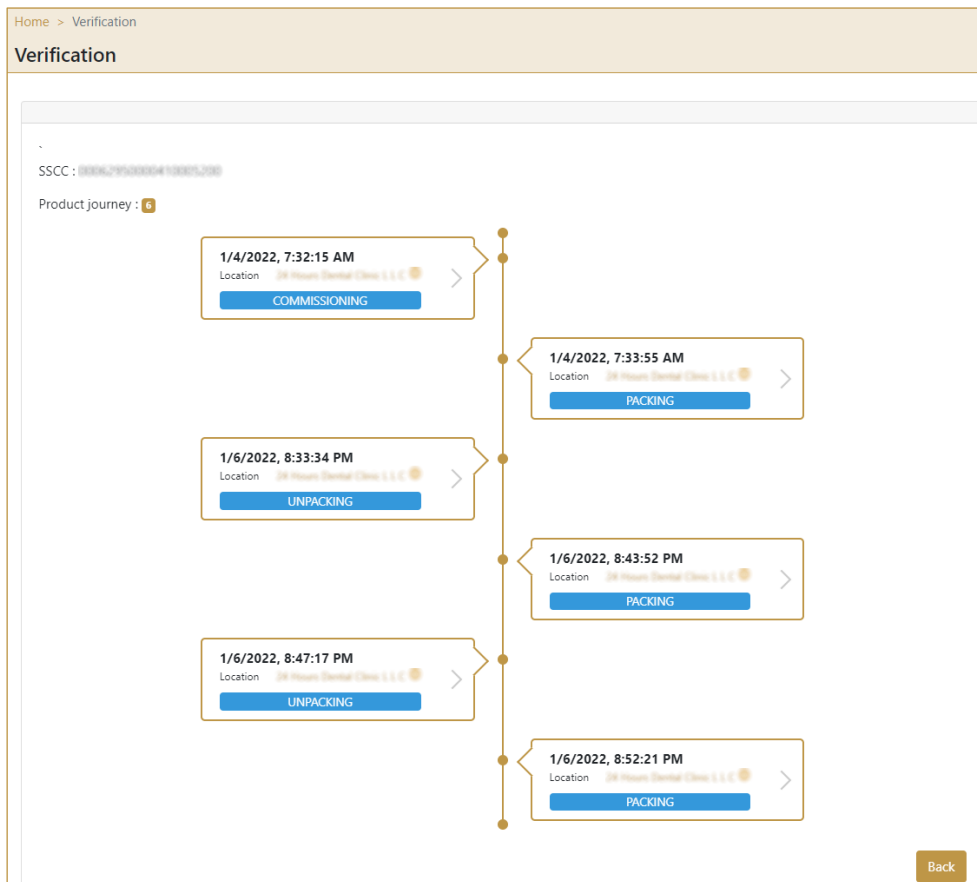 Home > Verification
Verification
`
SSCC :
Product journey : 6
1/4/2022, 7:32:15 AM
Location
COMMISSIONING
1/4/2022, 7:33:55 AM
Location
PACKING
1/6/2022, 8:33:34 PM
Location
UNPACKING
1/6/2022, 8:43:52 PM
Location
PACKING
1/6/2022, 8:47:17 PM
Location
UNPACKING
1/6/2022, 8:52:21 PM
Location
PACKING
Back